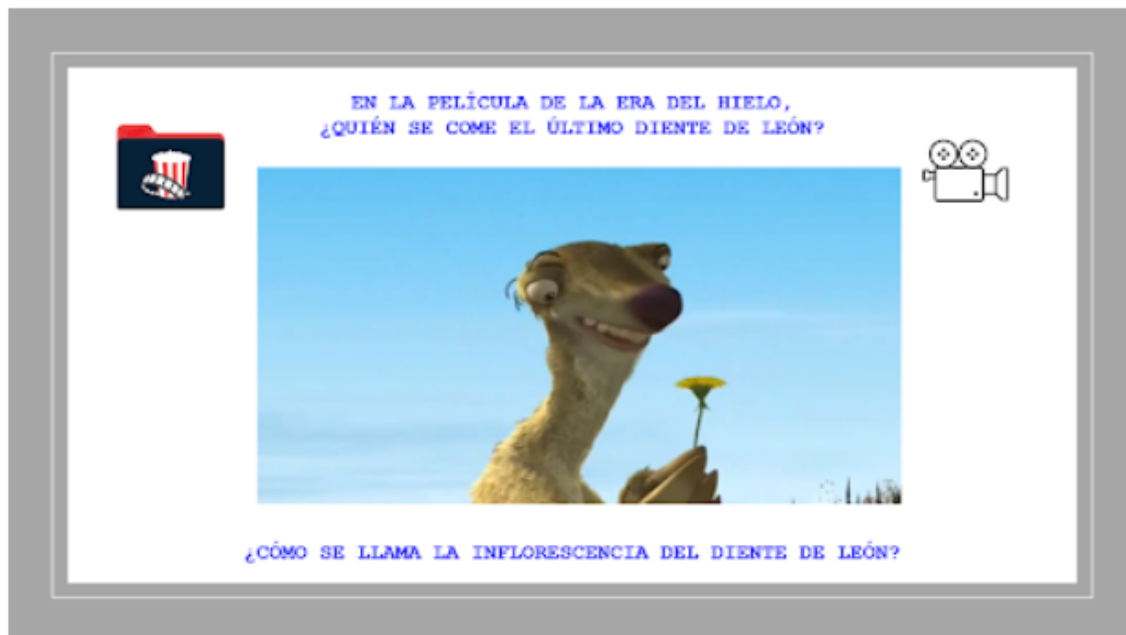 EN LA PELÍCULA DE LA ERA DEL HIELO,
¿QUIÉN SE COME EL ÚLTIMO DIENTE DE LEÓN?
¿CÓMO SE LLAMA LA INFLORESCENCIA DEL DIENTE DE LEÓN?